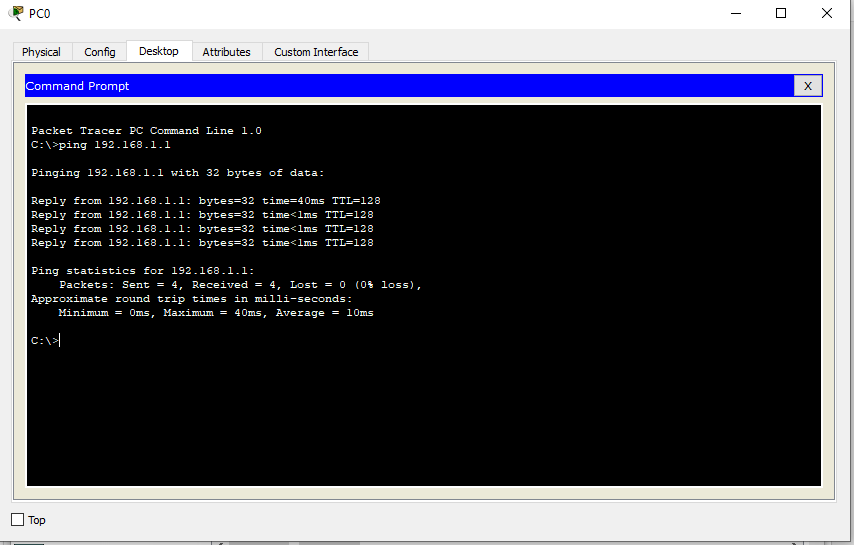 PC0
Physical Config Desktop Attributes Custom Interface
Command Prompt X
Packet Tracer PC Command Line 1.0
C:\>ping 192.168.1.1
Pinging 192.168.1.1 with 32 bytes of data:
Reply from 192.168.1.1: bytes=32 time=40ms TTL=128
Reply from 192.168.1.1: bytes=32 time<1ms TTL=128
Reply from 192.168.1.1: bytes=32 time<1ms TTL=128
Reply from 192.168.1.1: bytes=32 time<1ms TTL=128
Ping statistics for 192.168.1.1:
Packets: Sent = 4, Received = 4, Lost = 0 (0% loss),
Approximate round trip times in milli-seconds:
Minimum = 0ms, Maximum = 40ms, Average = 10ms
C:\>
Top